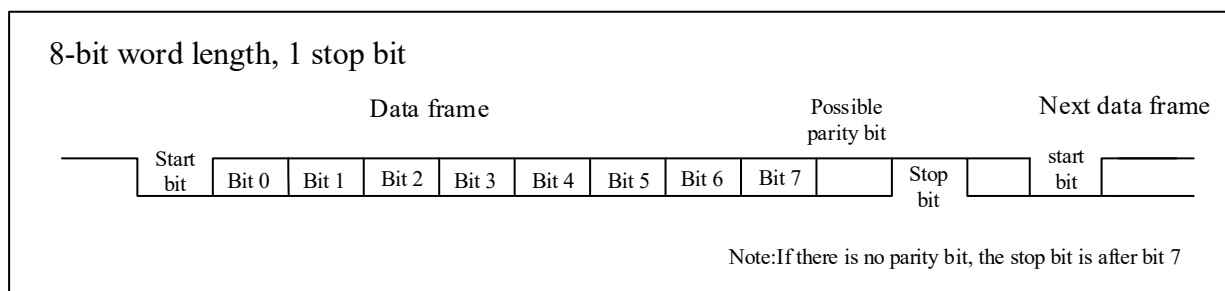 8-bit word length, 1 stop bit
Data frame
Possible
parity bit
Next data frame
Start
bit
Bit 0
Bit 1
Bit 2
Bit 3
Bit 4
Bit 5
Bit 6
Bit 7
Stop
bit
start
bit
Note:If there is no parity bit, the stop bit is after bit 7